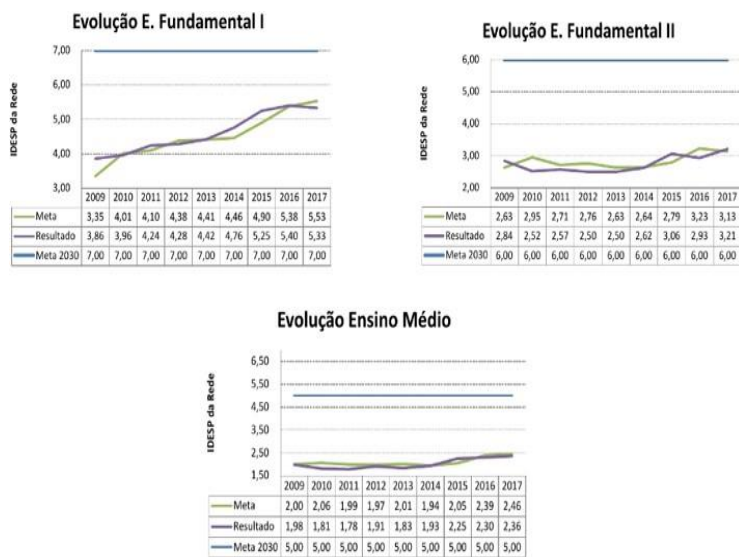 Evolução E. Fundamental I
IDESP da Rede
7,00
6,00
5,00
4,00
3,00
2009 2010 2011 2012 2013 2014 2015 2016 2017
Meta 3,35 4,01 4,10 4,38 4,41 4,46 4,90 5,38 5,53
Resultado 3,86 3,96 4,24 4,28 4,42 4,76 5,25 5,40 5,33
Meta 2030 7,00 7,00 7,00 7,00 7,00 7,00 7,00 7,00 7,00
Evolução E. Fundamental II
IDESP da Rede
6,00
5,00
4,00
3,00
2,00
2009 2010 2011 2012 2013 2014 2015 2016 2017
Meta 2,63 2,95 2,71 2,76 2,63 2,64 2,79 3,23 3,13
Resultado 2,84 2,52 2,57 2,50 2,50 2,62 3,06 2,93 3,21
Meta 2030 6,00 6,00 6,00 6,00 6,00 6,00 6,00 6,00 6,00
Evolução Ensino Médio
IDESP da Rede
6,50
5,50
4,50
3,50
2,50
1,50
2009 2010 2011 2012 2013 2014 2015 2016 2017
Meta 2,00 2,06 1,99 1,97 2,01 1,94 2,05 2,39 2,46
Resultado 1,98 1,81 1,78 1,91 1,83 1,93 2,25 2,30 2,36
Meta 2030 5,00 5,00 5,00 5,00 5,00 5,00 5,00 5,00 5,00